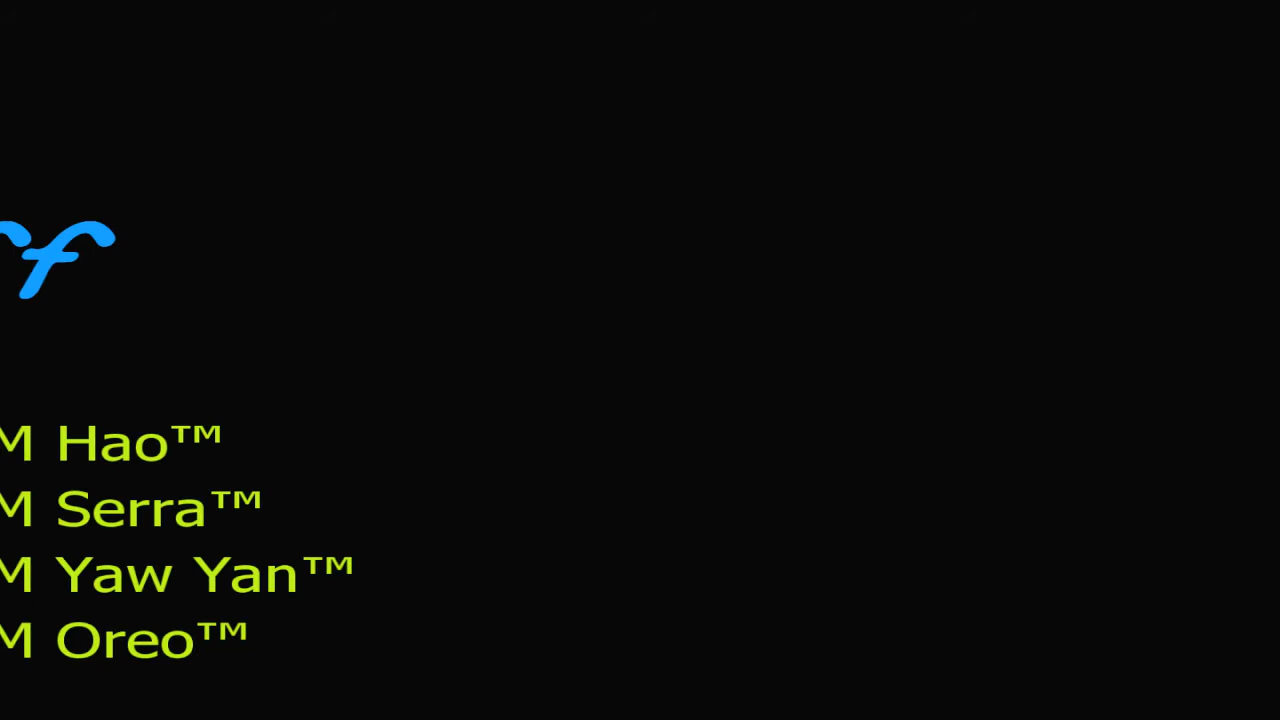 f
M Hao™
M Serra™
M Yaw Yan™
M Oreo™